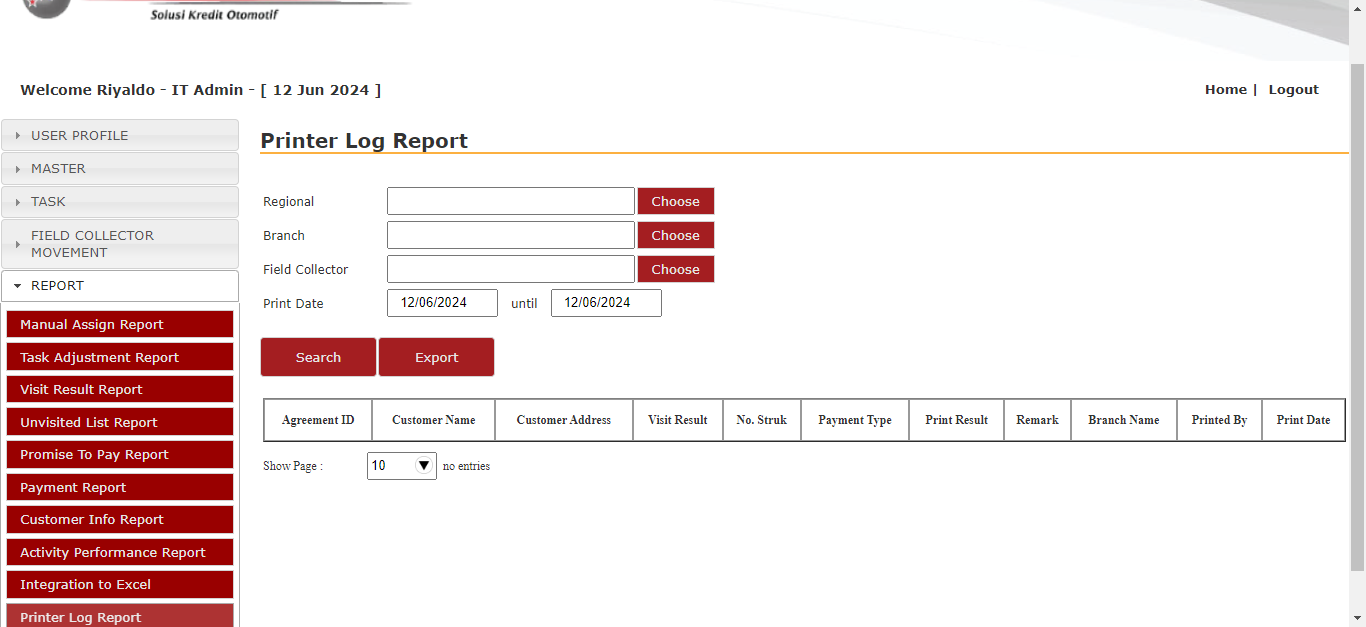 Solusi Kredit Otomotif
Welcome Riyaldo - IT Admin - [ 12 Jun 2024 ]
Home | Logout
USER PROFILE
MASTER
TASK
FIELD COLLECTOR
MOVEMENT
REPORT
Manual Assign Report
Task Adjustment Report
Visit Result Report
Unvisited List Report
Promise To Pay Report
Payment Report
Customer Info Report
Activity Performance Report
Integration to Excel
Printer Log Report
Printer Log Report
Regional Choose
Branch Choose
Field Collector Choose
Print Date 12/06/2024 until 12/06/2024
Search Export
Agreement ID Customer Name Customer Address Visit Result No. Struk Payment Type Print Result Remark Branch Name Printed By Print Date
Show Page : 10 no entries